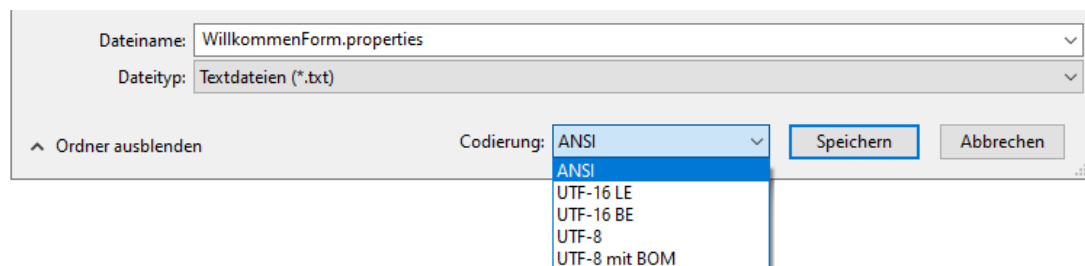 Dateiname: WillkommenForm.properties
Dateityp: Textdateien (*.txt)
Ordner ausblenden Codierung: ANSI Speichern Abbrechen
ANSI
UTF-16 LE
UTF-16 BE
UTF-8
UTF-8 mit BOM